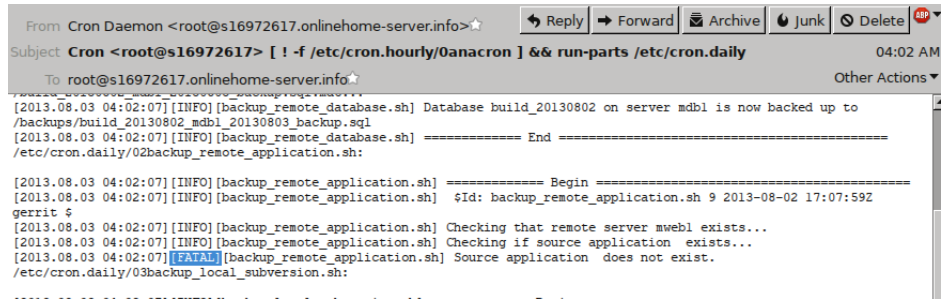 From Cron Daemon <root@s16972617.onlinehome-server.info>
Reply Forward Archive Junk Delete ABP
Subject Cron <root@s16972617> [ ! -f /etc/cron.hourly/0anacron ] && run-parts /etc/cron.daily 04:02 AM
To root@s16972617.onlinehome-server.info Other Actions
[2013.08.03 04:02:07][INFO][backup_remote_database.sh] Database build_20130802 on server mdb1 is now backed up to
/backups/build_20130802_mdb1_20130803_backup.sql
[2013.08.03 04:02:07][INFO][backup_remote_database.sh] ============= End ============================================
/etc/cron.daily/02backup_remote_application.sh:
[2013.08.03 04:02:07][INFO][backup_remote_application.sh] ============= Begin ==========================================
[2013.08.03 04:02:07][INFO][backup_remote_application.sh] $Id: backup_remote_application.sh 9 2013-08-02 17:07:59Z
gerrit $
[2013.08.03 04:02:07][INFO][backup_remote_application.sh] Checking that remote server mweb1 exists...
[2013.08.03 04:02:07][INFO][backup_remote_application.sh] Checking if source application  exists...
[2013.08.03 04:02:07][FATAL][backup_remote_application.sh] Source application  does not exist.
/etc/cron.daily/03backup_local_subversion.sh: